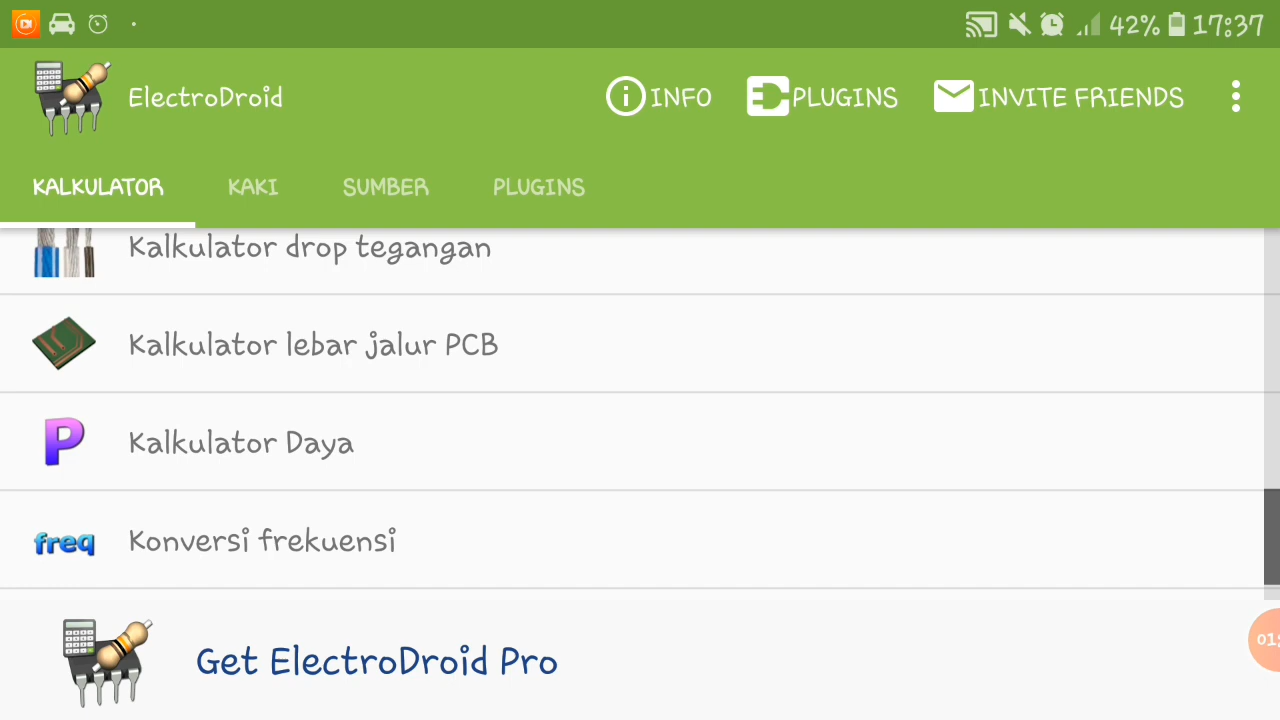 42% 17:37
ElectroDroid INFO PLUGINS INVITE FRIENDS
KALKULATOR KAKI SUMBER PLUGINS
Kalkulator drop tegangan
Kalkulator lebar jalur PCB
P Kalkulator Daya
freq Konversi frekuensi
Get ElectroDroid Pro